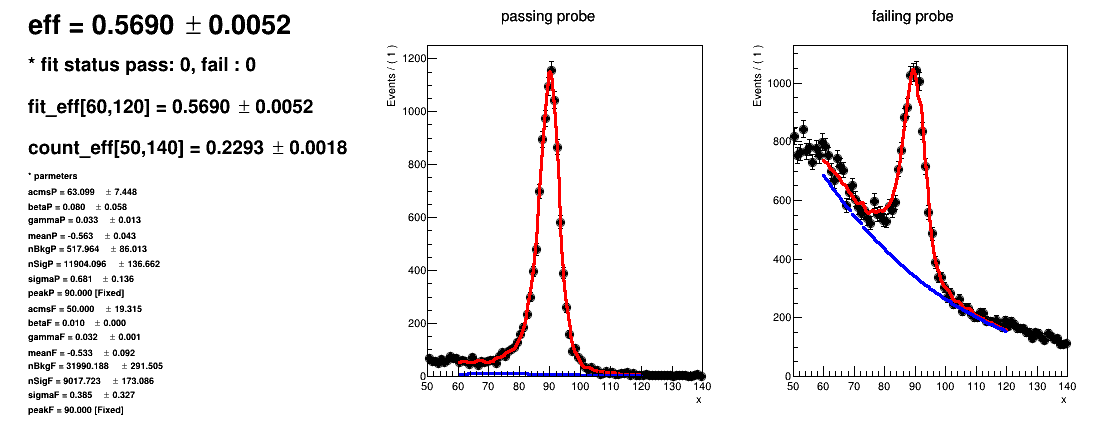 eff = 0.5690 ± 0.0052
* fit status pass: 0, fail : 0
fit_eff[60,120] = 0.5690 ± 0.0052
count_eff[50,140] = 0.2293 ± 0.0018
* parmeters
acmsP = 63.099 ± 7.448
betaP = 0.080 ± 0.058
gammaP = 0.033 ± 0.013
meanP = -0.563 ± 0.043
nBkgP = 517.964 ± 86.013
nSigP = 11904.096 ± 136.662
sigmaP = 0.681 ± 0.136
peakP = 90.000 [Fixed]
acmsF = 50.000 ± 19.315
betaF = 0.010 ± 0.000
gammaF = 0.032 ± 0.001
meanF = -0.533 ± 0.092
nBkgF = 31990.188 ± 291.505
nSigF = 9017.723 ± 173.086
sigmaF = 0.385 ± 0.327
peakF = 90.000 [Fixed]
passing probe
Events / ( 1 )
1200
1000
800
600
400
200
0
50 60 70 80 90 100 110 120 130 140
x
failing probe
Events / ( 1 )
1000
800
600
400
200
0
50 60 70 80 90 100 110 120 130 140
x